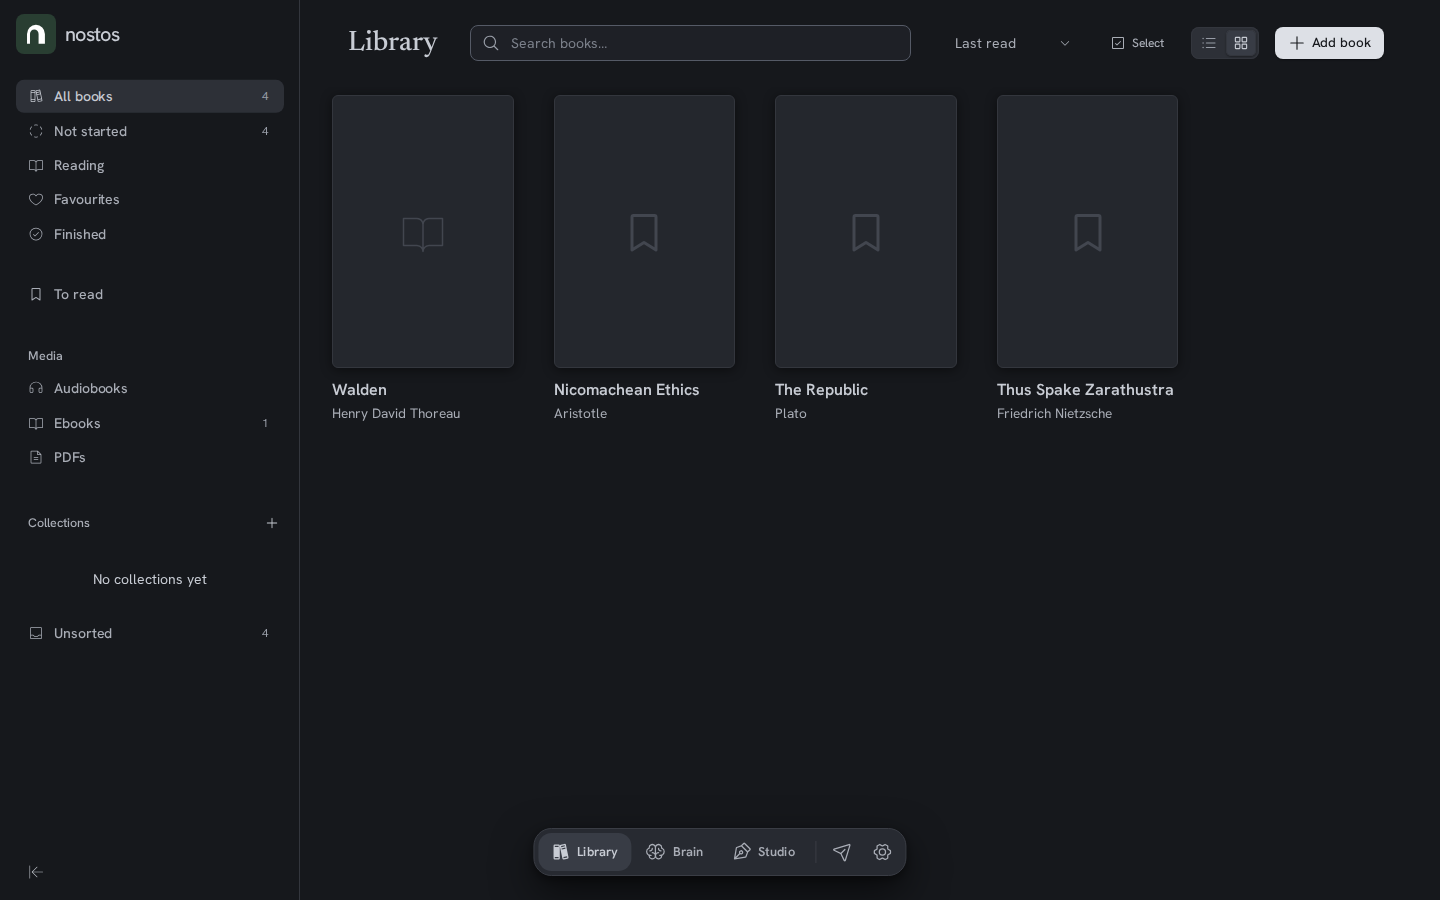 nostos
All books 4
Not started 4
Reading
Favourites
Finished
To read
Media
Audiobooks
Ebooks 1
PDFs
Collections
No collections yet
Unsorted 4
Library
Search books...
Last read
Select
Add book
Walden
Henry David Thoreau
Nicomachean Ethics
Aristotle
The Republic
Plato
Thus Spake Zarathustra
Friedrich Nietzsche
Library
Brain
Studio